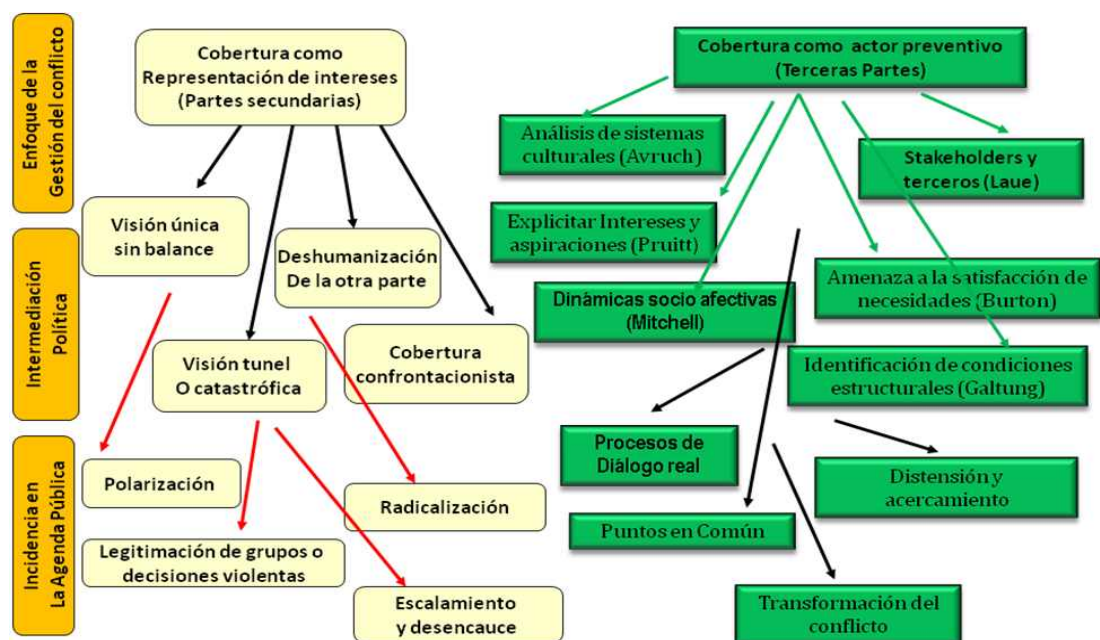 Enfoque de la
Gestión del conflicto
Intermediación
Política
Incidencia en
La Agenda Pública
Cobertura como
Representación de intereses
(Partes secundarias)
Visión única
sin balance
Deshumanización
De la otra parte
Visión tunel
O catastrófica
Cobertura
confrontacionista
Polarización
Radicalización
Legitimación de grupos o
decisiones violentas
Escalamiento
y desencauce
Cobertura como actor preventivo
(Terceras Partes)
Análisis de sistemas
culturales (Avruch)
Stakeholders y
terceros (Laue)
Explicitar Intereses y
aspiraciones (Pruitt)
Amenaza a la satisfacción de
necesidades (Burton)
Dinámicas socio afectivas
(Mitchell)
Identificación de condiciones
estructurales (Galtung)
Procesos de
Diálogo real
Distensión y
acercamiento
Puntos en Común
Transformación del
conflicto